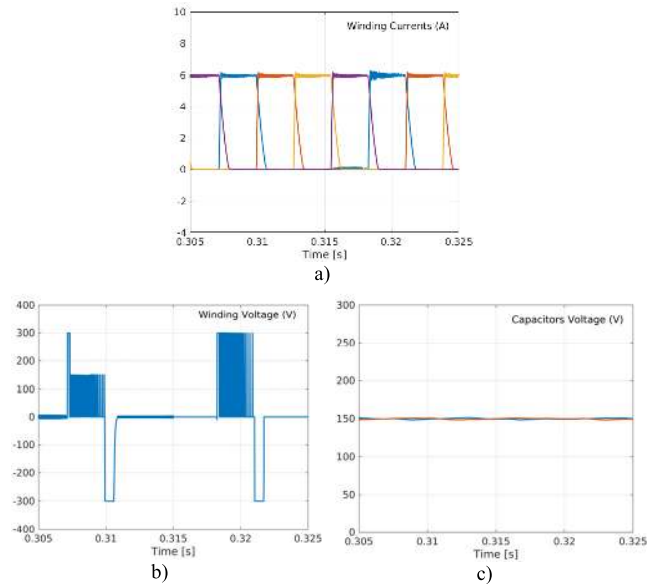 10
Winding Currents (A)
8
6
4
2
0
-2
-4
0.305 0.31 0.315 0.32 0.325
Time [s]
a)
400
Winding Voltage (V)
300
200
100
0
-100
-200
-300
-400
0.305 0.31 0.315 0.32 0.325
Time [s]
b)
300
Capacitors Voltage (V)
250
200
150
100
50
0
0.305 0.31 0.315 0.32 0.325
Time [s]
c)